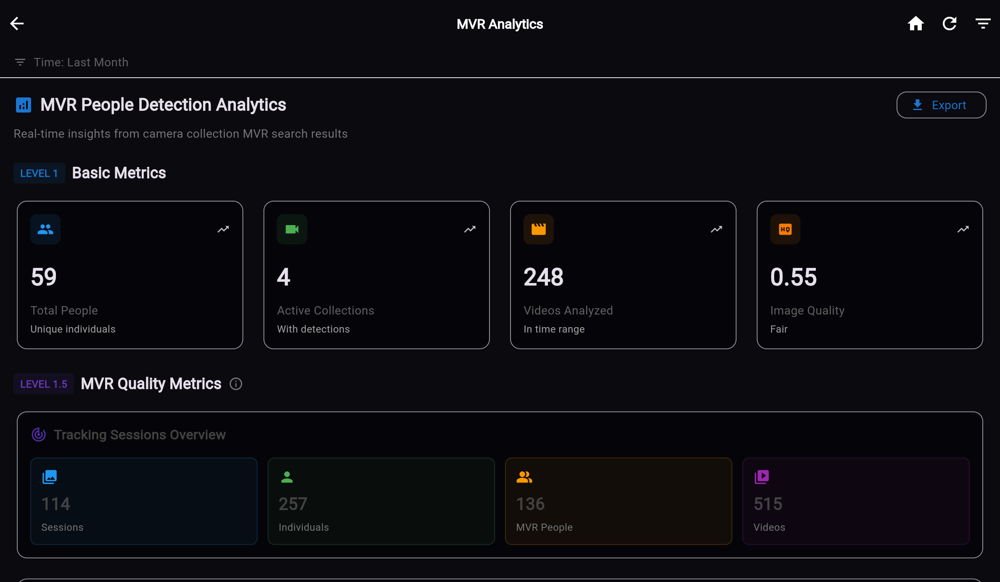 MVR Analytics
Time: Last Month
MVR People Detection Analytics
Export
Real-time insights from camera collection MVR search results
LEVEL 1 Basic Metrics
HQ
59 4 248 0.55
Total People Active Collections Videos Analyzed Image Quality
Unique individuals With detections In time range Fair
LEVEL 1.5 MVR Quality Metrics
Tracking Sessions Overview
114 257 136 515
Sessions Individuals MVR People Videos